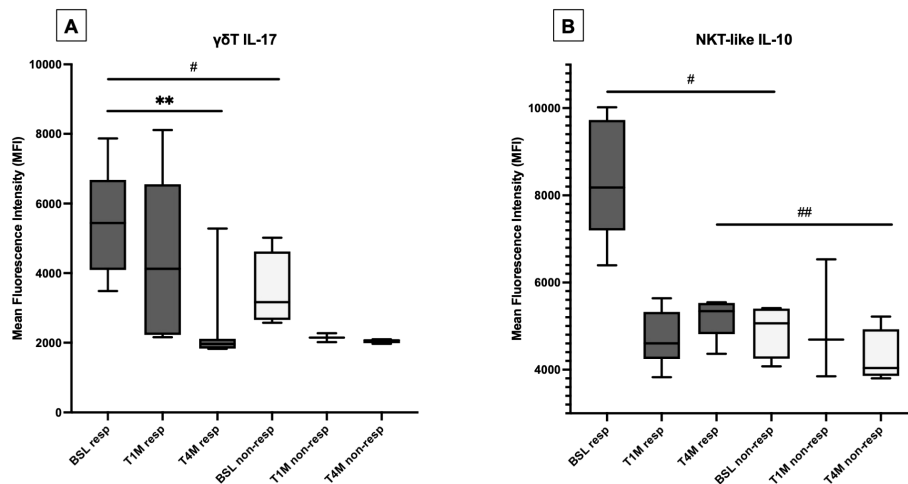 A
γδT IL-17
Mean Fluorescence Intensity (MFI)
10000
8000
6000
4000
2000
0
#
**
BSL resp
T1M resp
T4M resp
BSL non-resp
T1M non-resp
T4M non-resp
B
NKT-like IL-10
Mean Fluorescence Intensity (MFI)
10000
8000
6000
4000
#
##
BSL resp
T1M resp
T4M resp
BSL non-resp
T1M non-resp
T4M non-resp